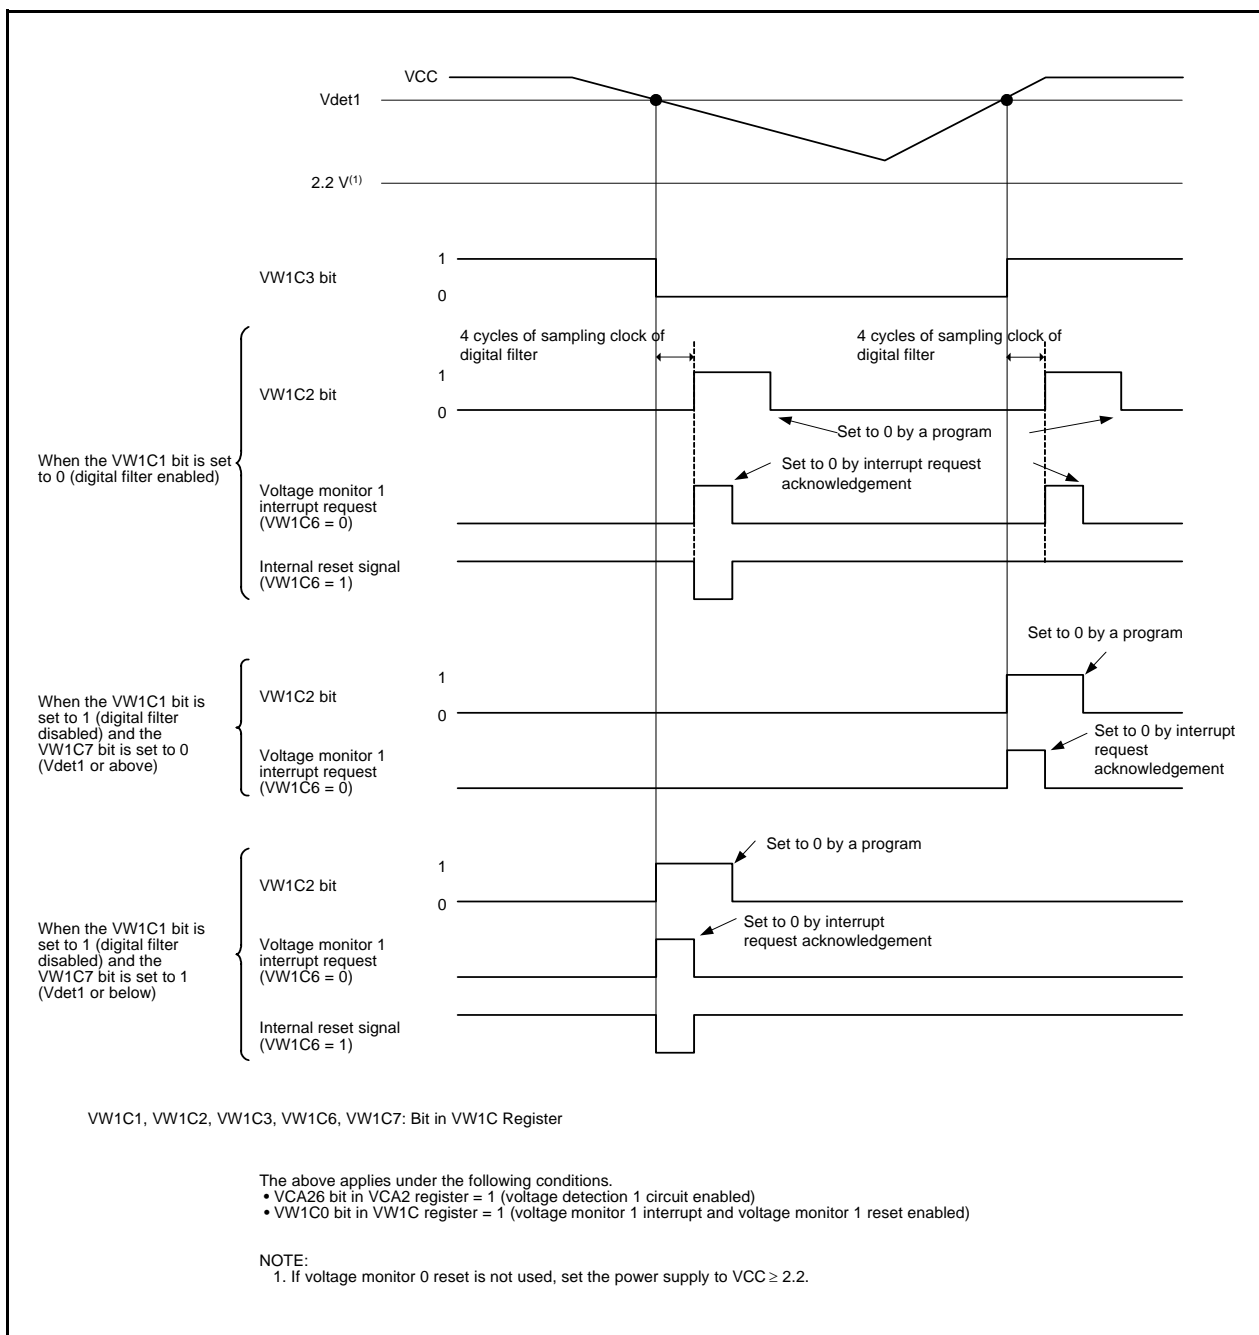 VCC
Vdet1
2.2 V(1)
VW1C3 bit
1
0
4 cycles of sampling clock of
digital filter
4 cycles of sampling clock of
digital filter
When the VW1C1 bit is set
to 0 (digital filter enabled)
VW1C2 bit
1
0
Set to 0 by a program
Set to 0 by interrupt request
acknowledgement
Voltage monitor 1
interrupt request
(VW1C6 = 0)
Internal reset signal
(VW1C6 = 1)
Set to 0 by a program
When the VW1C1 bit is
set to 1 (digital filter
disabled) and the
VW1C7 bit is set to 0
(Vdet1 or above)
VW1C2 bit
1
0
Set to 0 by interrupt
request
acknowledgement
Voltage monitor 1
interrupt request
(VW1C6 = 0)
Set to 0 by a program
When the VW1C1 bit is
set to 1 (digital filter
disabled) and the
VW1C7 bit is set to 1
(Vdet1 or below)
VW1C2 bit
1
0
Set to 0 by interrupt
request acknowledgement
Voltage monitor 1
interrupt request
(VW1C6 = 0)
Internal reset signal
(VW1C6 = 1)
VW1C1, VW1C2, VW1C3, VW1C6, VW1C7: Bit in VW1C Register
The above applies under the following conditions.
• VCA26 bit in VCA2 register = 1 (voltage detection 1 circuit enabled)
• VW1C0 bit in VW1C register = 1 (voltage monitor 1 interrupt and voltage monitor 1 reset enabled)
NOTE:
1. If voltage monitor 0 reset is not used, set the power supply to VCC ≥ 2.2.